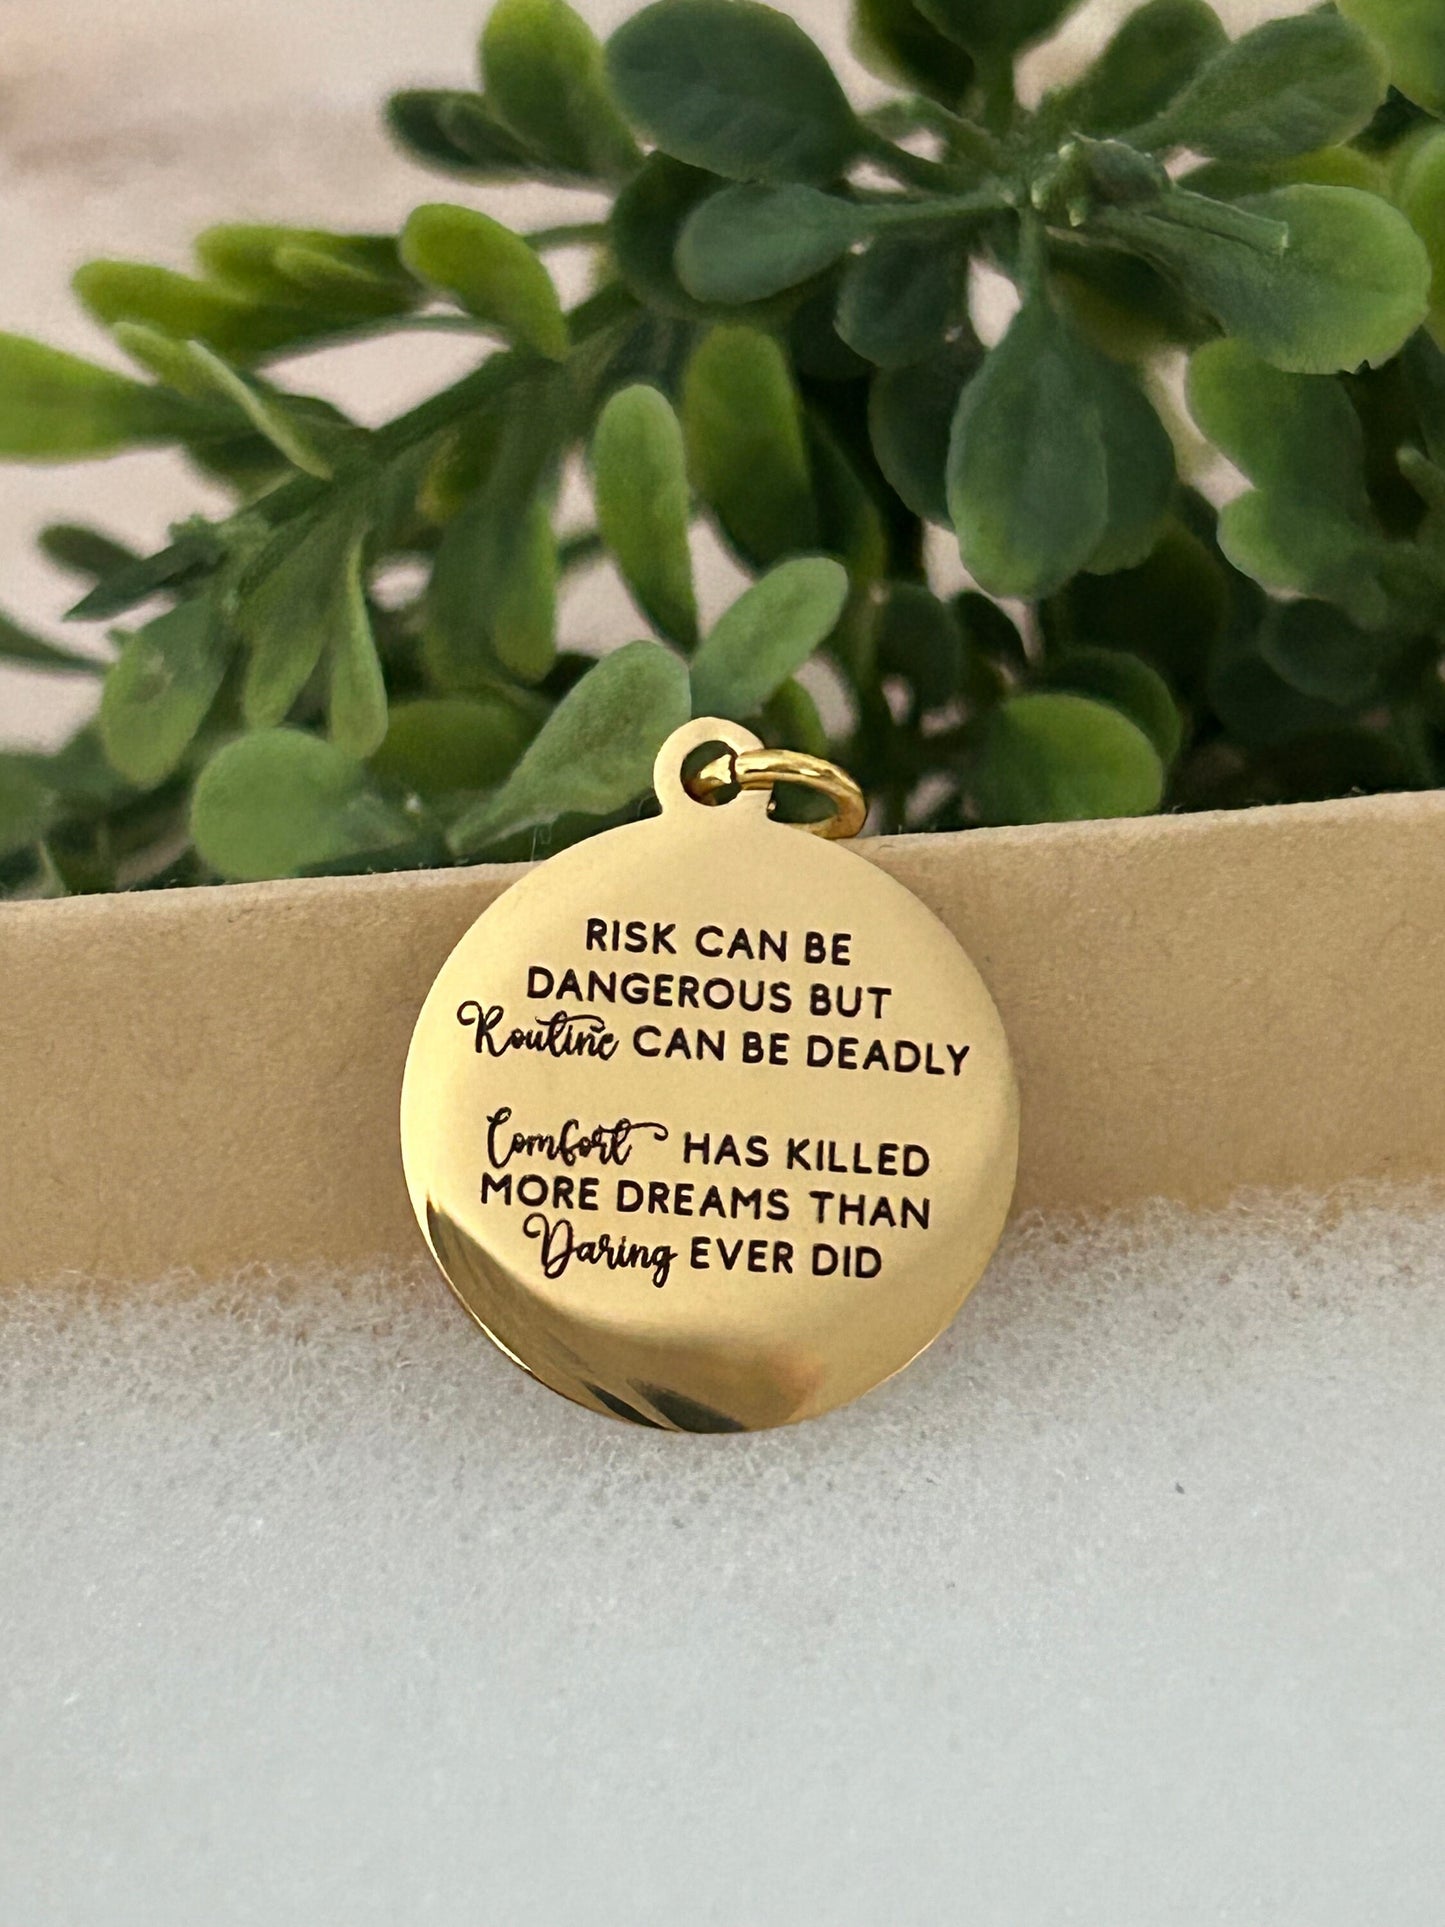 RISK CAN BE
DANGEROUS BUT
Routine CAN BE DEADLY
Comfort HAS KILLED
MORE DREAMS THAN
Daring EVER DID